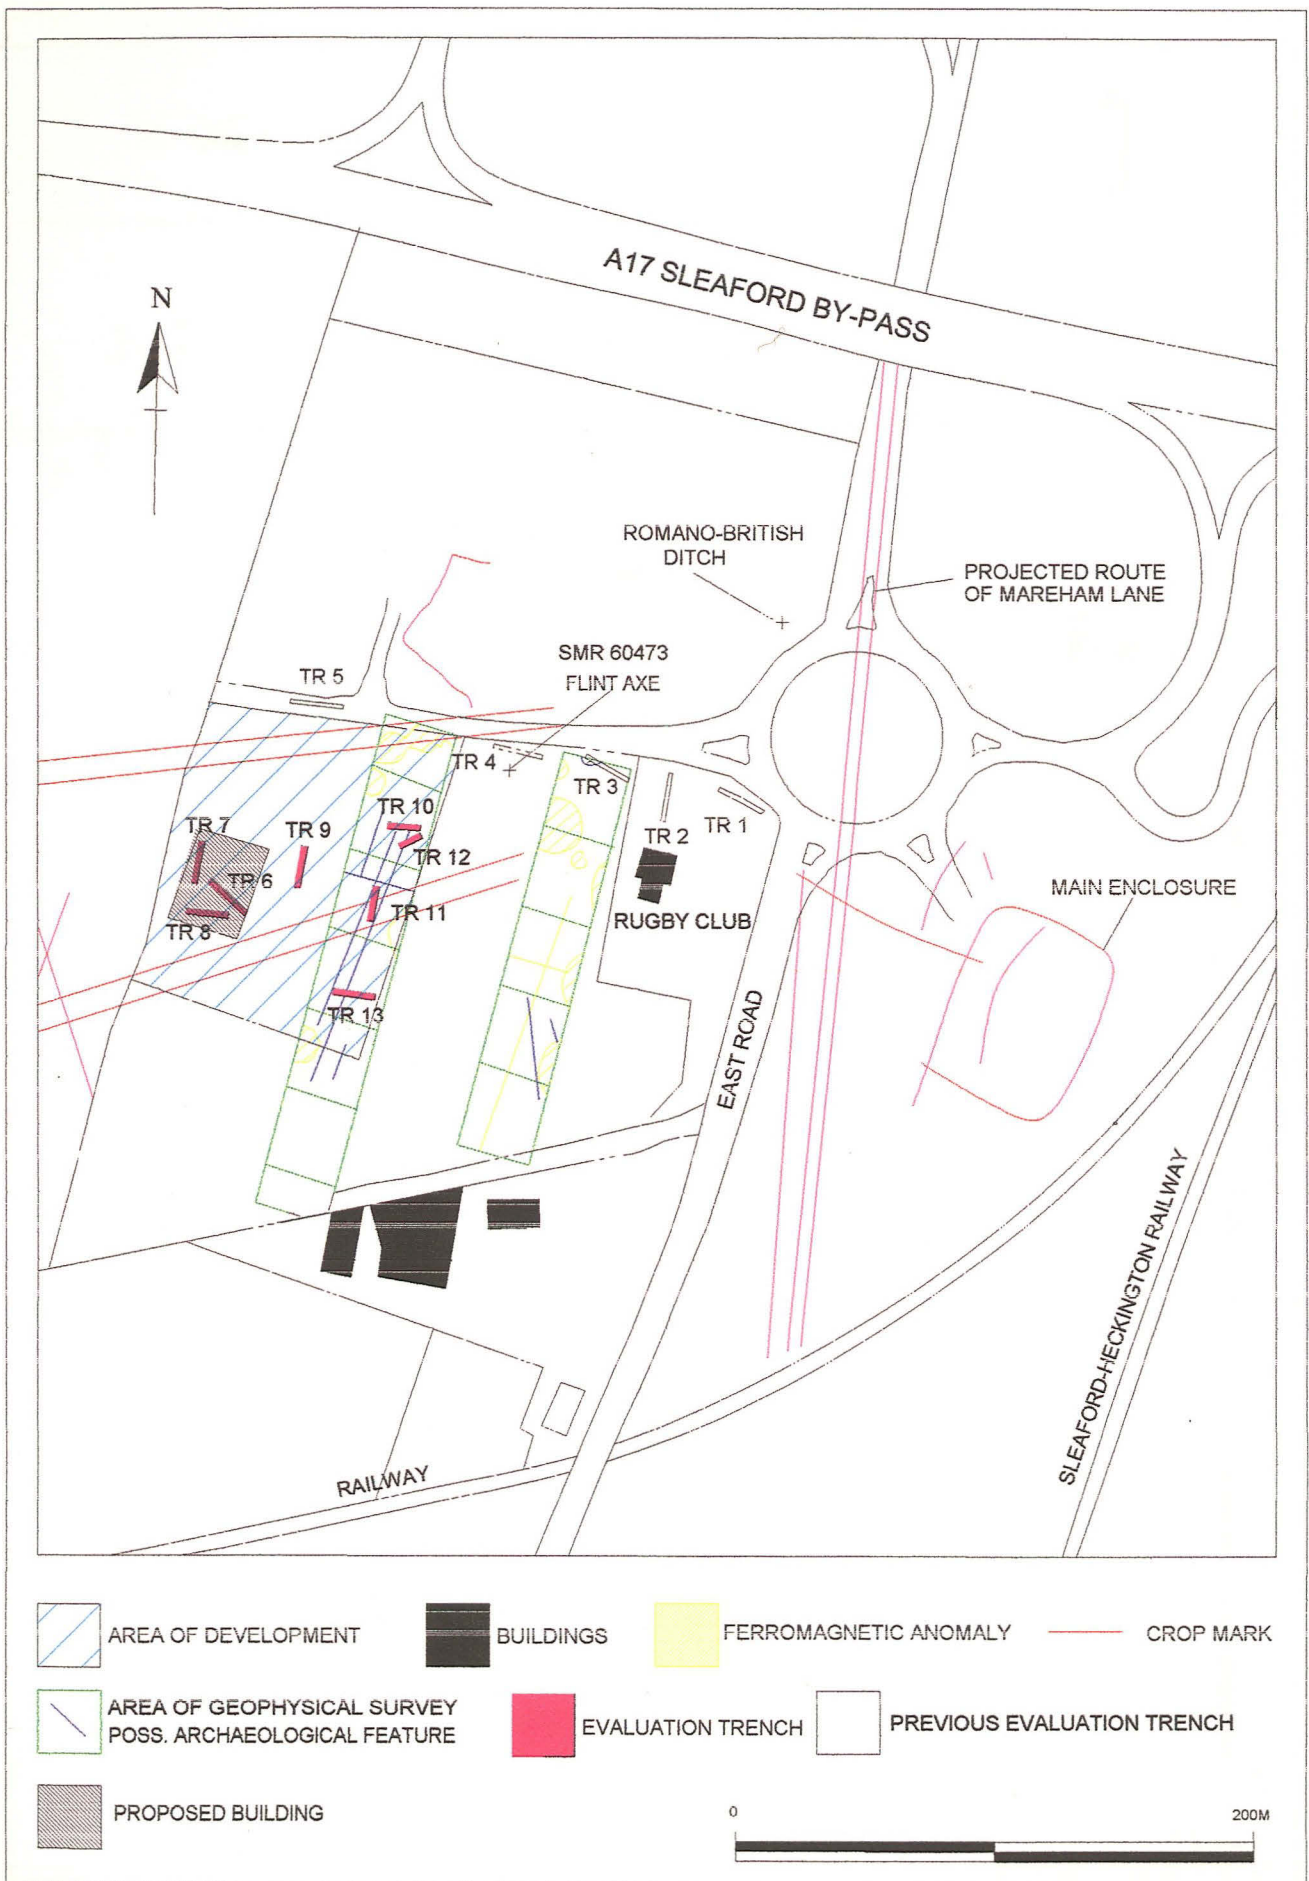 A17 SLEAFORD BY-PASS
N
ROMANO-BRITISH
DITCH
PROJECTED ROUTE
OF MAREHAM LANE
SMR 60473
FLINT AXE
TR 5
TR 4
TR 3
TR 2
TR 1
TR 10
TR 12
TR 7
TR 9
TR 6
TR 8
TR 11
TR 13
RUGBY CLUB
MAIN ENCLOSURE
EAST ROAD
SLEAFORD-HECKINGTON RAILWAY
RAILWAY
AREA OF DEVELOPMENT
BUILDINGS
FERROMAGNETIC ANOMALY
CROP MARK
AREA OF GEOPHYSICAL SURVEY
POSS. ARCHAEOLOGICAL FEATURE
EVALUATION TRENCH
PREVIOUS EVALUATION TRENCH
PROPOSED BUILDING
0
200M